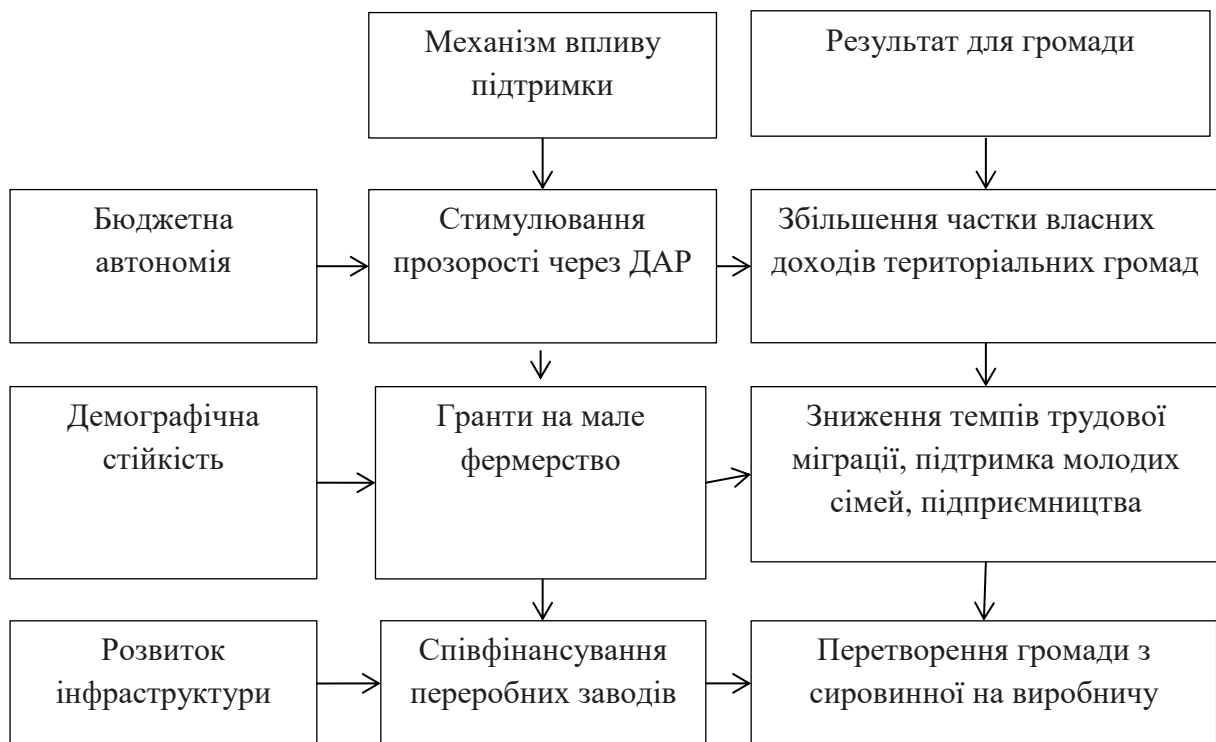 Механізм впливу
підтримки
Результат для громади
Бюджетна
автономія
Стимулювання
прозорості через ДАР
Збільшення частки власних
доходів територіальних громад
Демографічна
стійкість
Гранти на мале
фермерство
Зниження темпів трудової
міграції, підтримка молодих
сімей, підприємництва
Розвиток
інфраструктури
Співфінансування
переробних заводів
Перетворення громади з
сировинної на виробничу